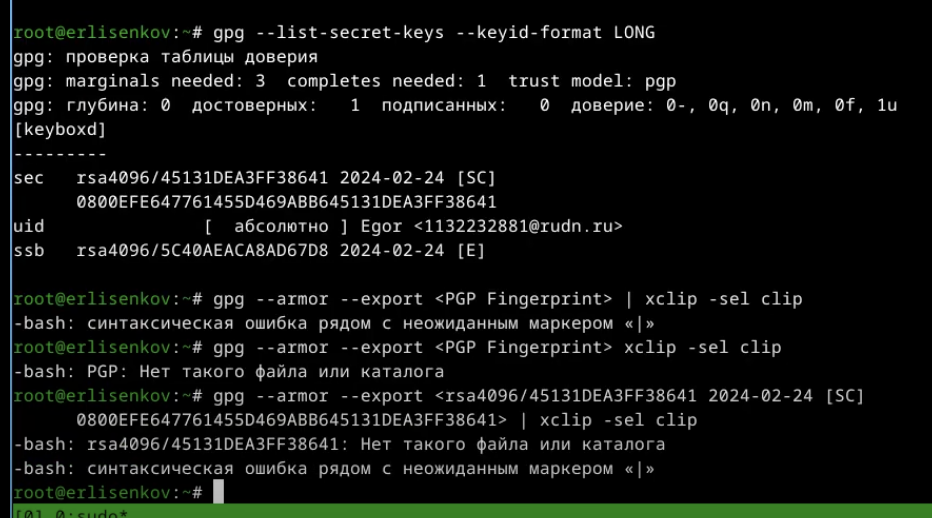 root@erlisenkov:~# gpg --list-secret-keys --keyid-format LONG
gpg: проверка таблицы доверия
gpg: marginals needed: 3  completes needed: 1  trust model: pgp
gpg: глубина: 0  достоверных:   1  подписанных:   0  доверие: 0-, 0q, 0n, 0m, 0f, 1u
[keyboxd]
---------
sec   rsa4096/45131DEA3FF38641 2024-02-24 [SC]
      0800EFE647761455D469ABB645131DEA3FF38641
uid                 [  абсолютно ] Egor <1132232881@rudn.ru>
ssb   rsa4096/5C40AEACA8AD67D8 2024-02-24 [E]
root@erlisenkov:~# gpg --armor --export <PGP Fingerprint> | xclip -sel clip
-bash: синтаксическая ошибка рядом с неожиданным маркером «|»
root@erlisenkov:~# gpg --armor --export <PGP Fingerprint> xclip -sel clip
-bash: PGP: Нет такого файла или каталога
root@erlisenkov:~# gpg --armor --export <rsa4096/45131DEA3FF38641 2024-02-24 [SC]
      0800EFE647761455D469ABB645131DEA3FF38641> | xclip -sel clip
-bash: rsa4096/45131DEA3FF38641: Нет такого файла или каталога
-bash: синтаксическая ошибка рядом с неожиданным маркером «|»
root@erlisenkov:~#
[0] 0:sudo*